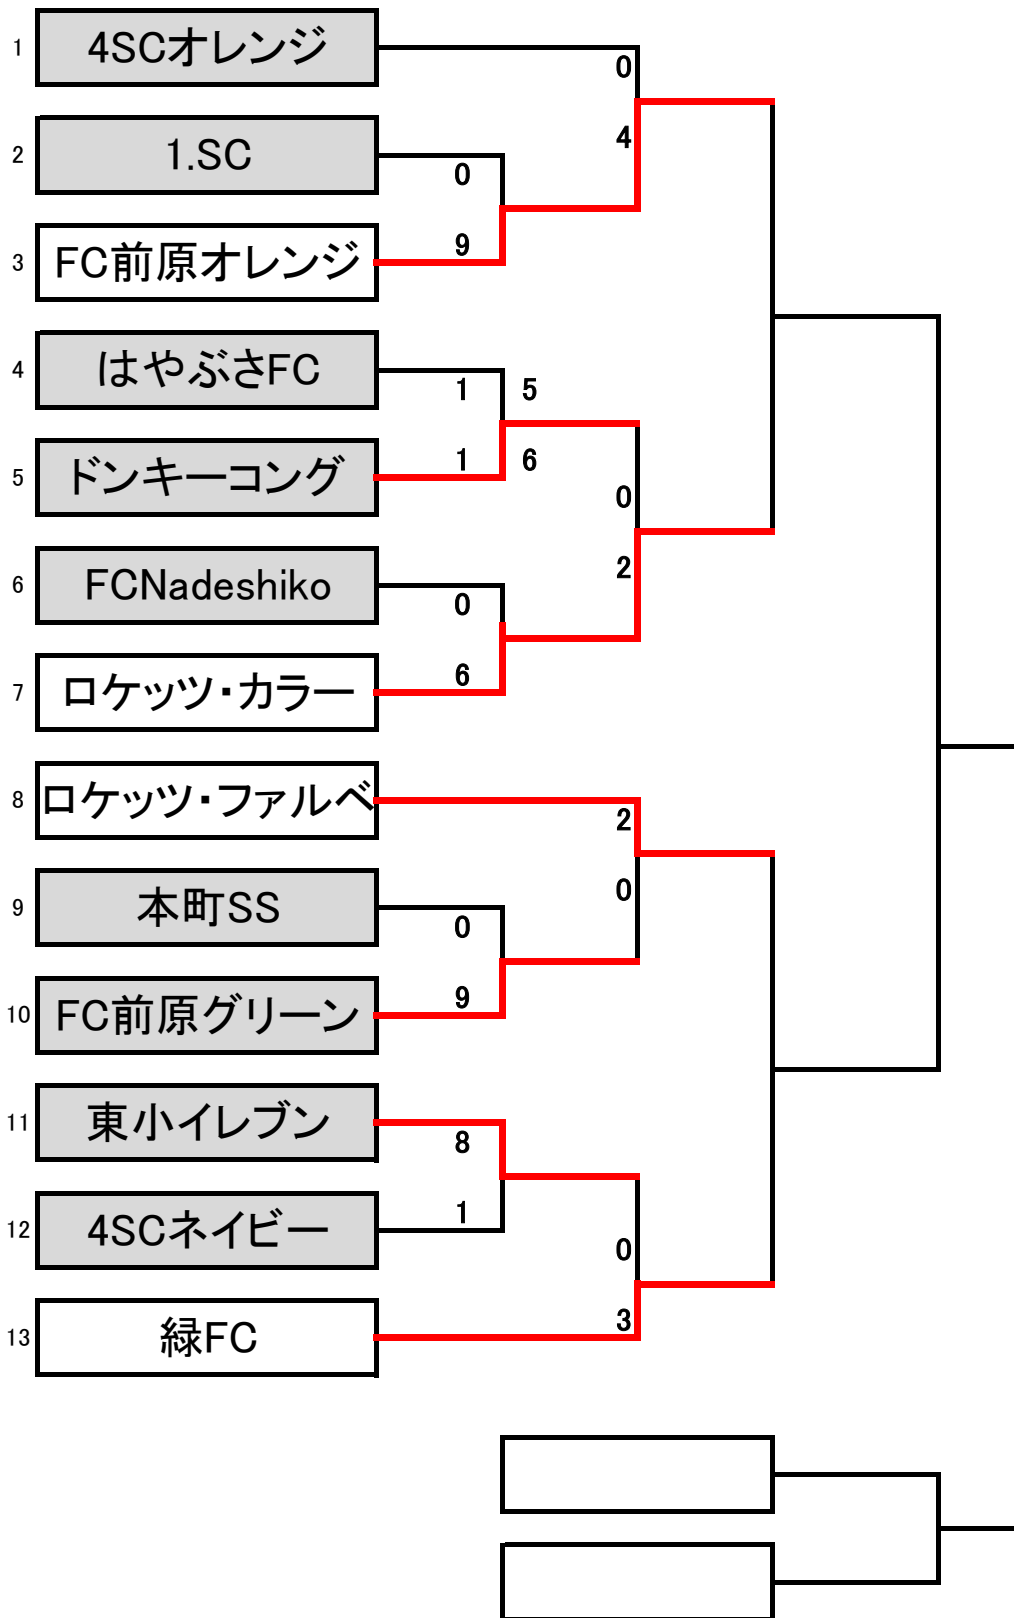 1 4SCオレンジ
0
4
2 1.SC
0
9
3 FC前原オレンジ
4 はやぶさFC
1 5
1 6
5 ドンキーコング
0
2
6 FCNadeshiko
0
6
7 ロケッツ・カラー
8 ロケッツ・ファルベ
2
0
9 本町SS
0
9
10 FC前原グリーン
11 東小イレブン
8
1
12 4SCネイビー
0
3
13 緑FC